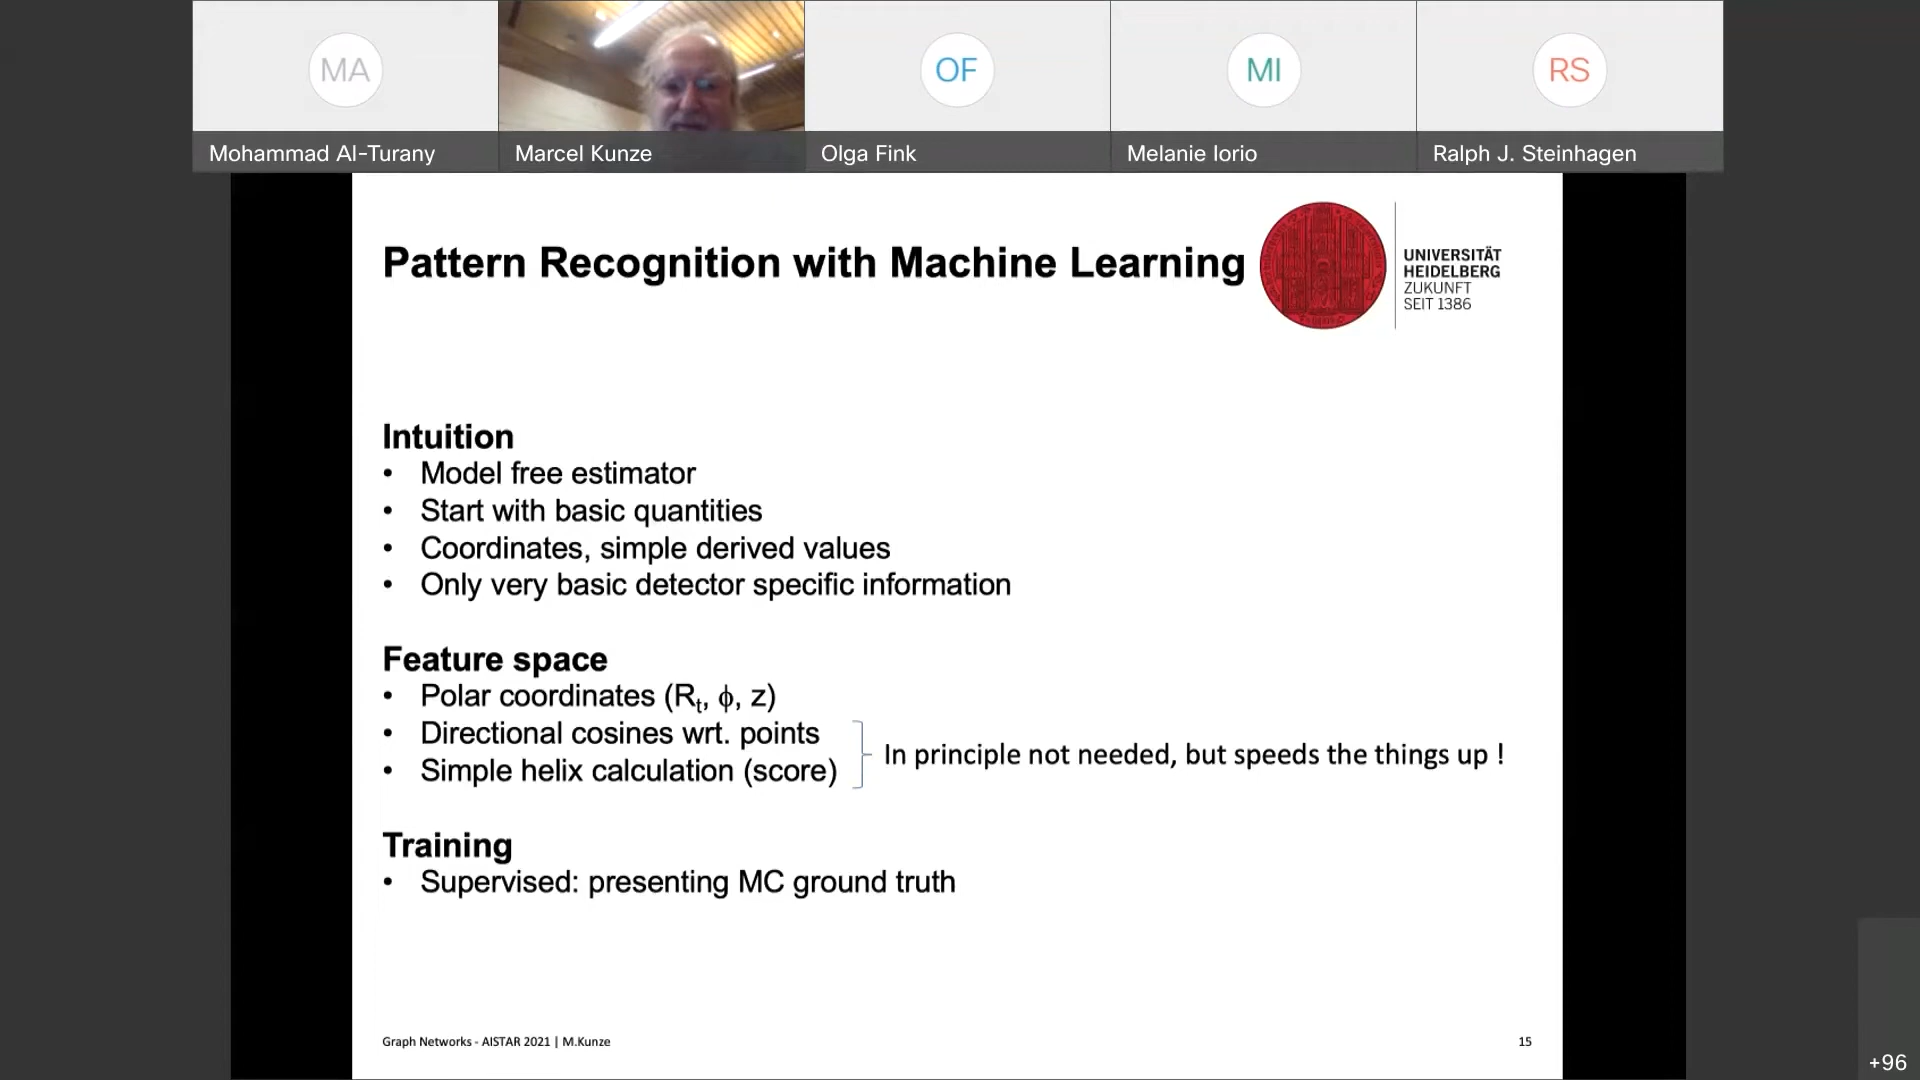 MA
OF
MI
RS
Mohammad Al-Turany
Marcel Kunze
Olga Fink
Melanie Iorio
Ralph J. Steinhagen
Pattern Recognition with Machine Learning
UNIVERSITÄT
HEIDELBERG
ZUKUNFT
SEIT 1386
Intuition
• Model free estimator
• Start with basic quantities
• Coordinates, simple derived values
• Only very basic detector specific information
Feature space
• Polar coordinates (Rt, ϕ, z)
• Directional cosines wrt. points
• Simple helix calculation (score)
In principle not needed, but speeds the things up !
Training
• Supervised: presenting MC ground truth
Graph Networks - AISTAR 2021 | M.Kunze
15
+96